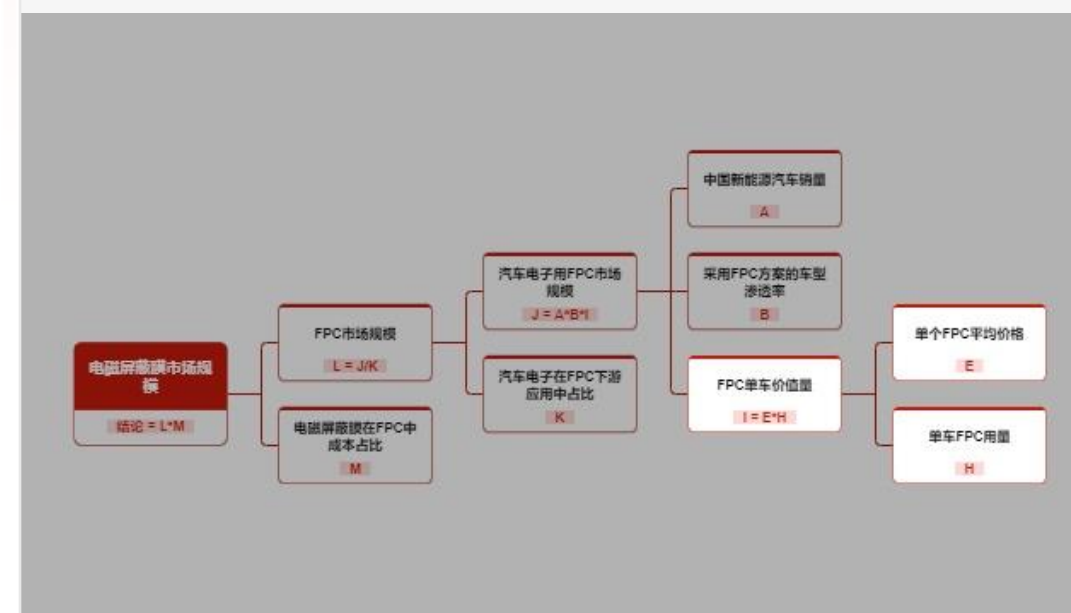 中国新能源汽车销量
A
汽车电子用FPC市场
规模
J = A*B*I
采用FPC方案的车型
渗透率
B
FPC市场规模
L = J/K
单个FPC平均价格
E
电磁屏蔽膜市场规
模
结论 = L*M
汽车电子在FPC下游
应用中占比
K
FPC单车价值量
I = E*H
电磁屏蔽膜在FPC中
成本占比
M
单车FPC用量
H